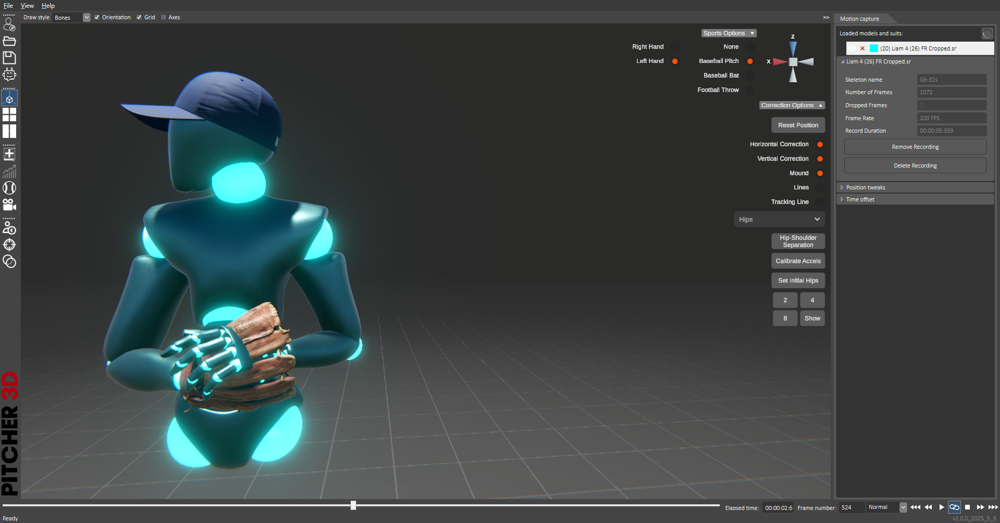 File View Help
Draw style Bones Orientation Grid Axes >>
Motion capture
Loaded models and suits:
(20) Liam 4 (26) FR Cropped.sr
Liam 4 (26) FR Cropped.sr
Skeleton name G6-32s
Number of Frames 1072
Dropped Frames 0
Frame Rate 200 FPS
Record Duration 00:00:05:359
Remove Recording
Delete Recording
Position tweaks
Time offset
Sports Options
Right Hand None
Left Hand Baseball Pitch
Baseball Bat
Football Throw
Z
X
Correction Options
Reset Position
Horizontal Correction
Vertical Correction
Mound
Lines
Tracking Line
Hips
Hip-Shoulder
Separation
Calibrate Accels
Set Initial Hips
2 4
8 Show
PITCHER 3D
Elapsed time: 00:00:02:6 Frame number: 524 Normal
Ready
v2.0.0_2025_5_6